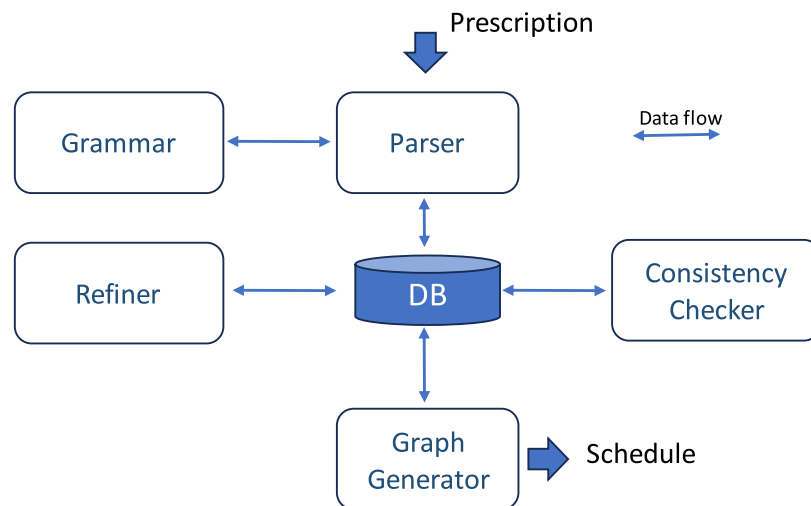 Prescription
Grammar
Parser
Data flow
Refiner
DB
Consistency
Checker
Graph
Generator
Schedule